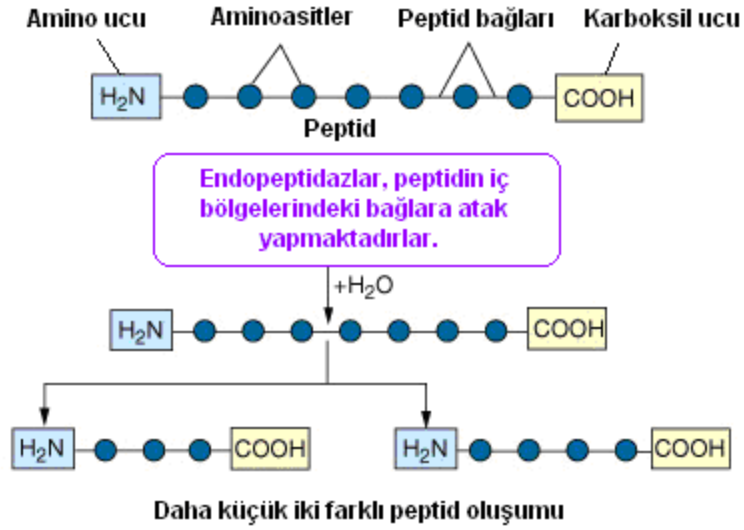 Amino ucu Aminoasitler Peptid bağları Karboksil ucu
H₂N COOH
Peptid
Endopeptidazlar, peptidin iç
bölgelerindeki bağlara atak
yapmaktadırlar.
+H₂O
H₂N COOH
H₂N COOH H₂N COOH
Daha küçük iki farklı peptid oluşumu